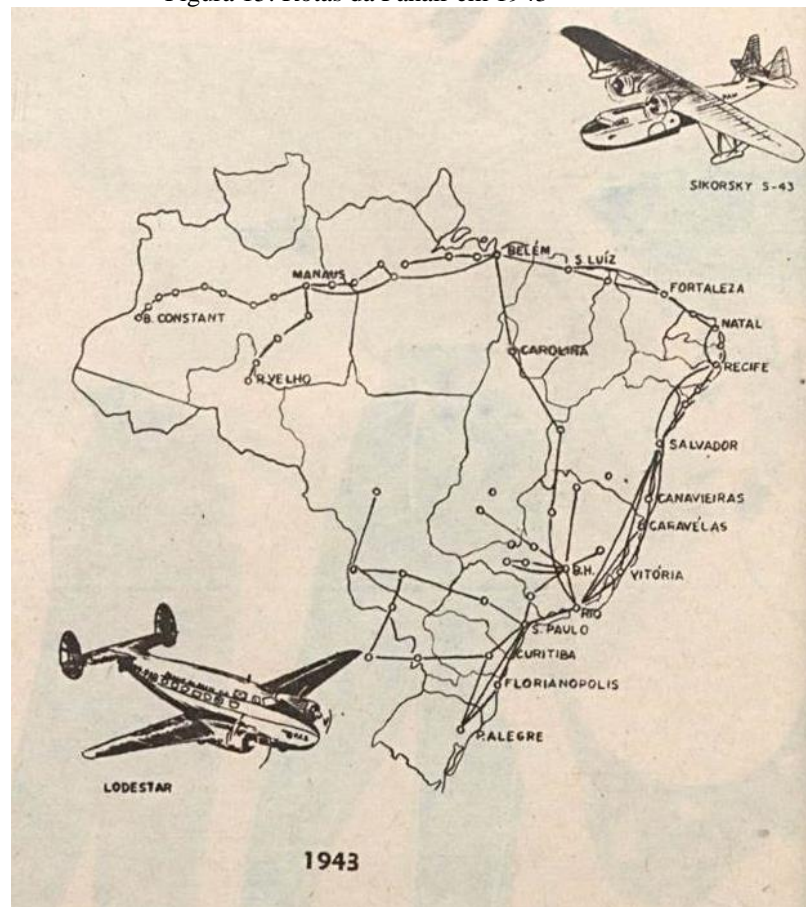 SIKORSKY S-43
BELÉM
S. LUÍZ
MANAUS
FORTALEZA
B. CONSTANT
NATAL
CAROLINA
RECIFE
R.VELHO
SALVADOR
CANAVIEIRAS
CARAVÉLAS
B.H.
VITÓRIA
RIO
S. PAULO
CURITIBA
FLORIANOPOLIS
P.ALEGRE
LODESTAR
1943